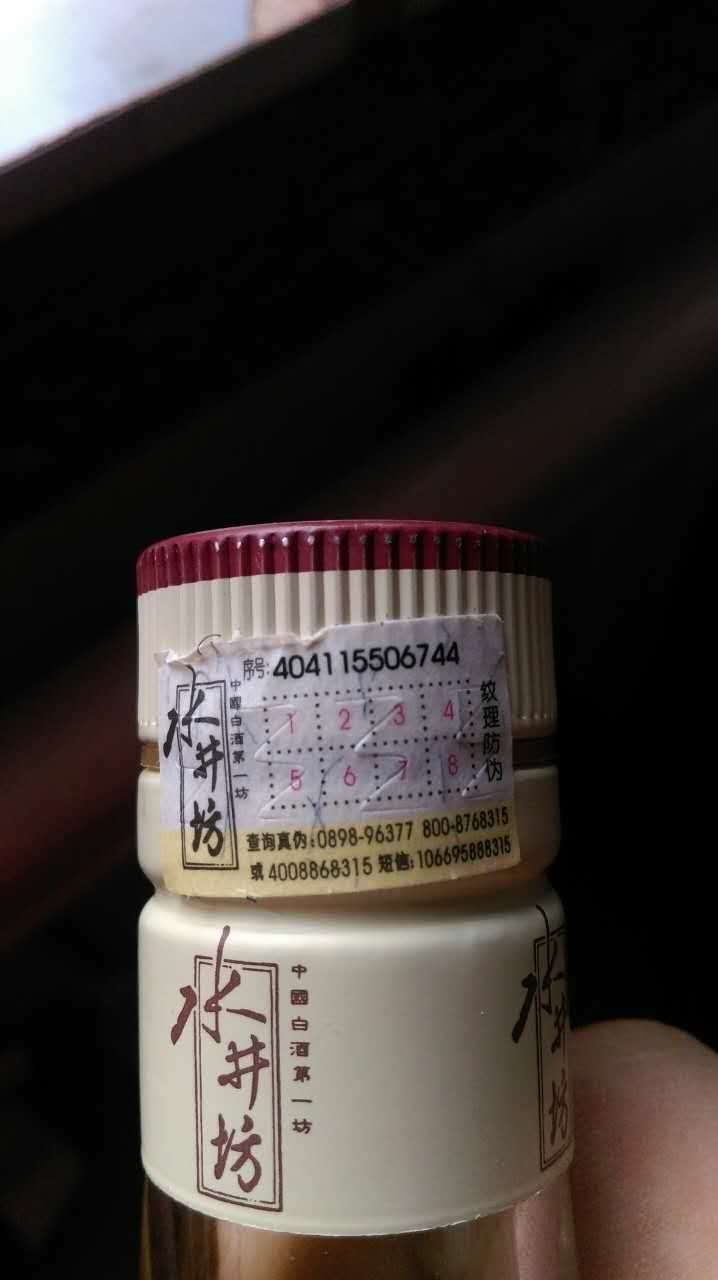 序号:404115506744
水井坊
中國白酒第一坊
1 2 3 4
5 6 7 8
纹理防伪
查询真伪:0898-96377 800-8768315
或4008868315 短信:106695888315
水井坊
中國白酒第一坊
水井坊